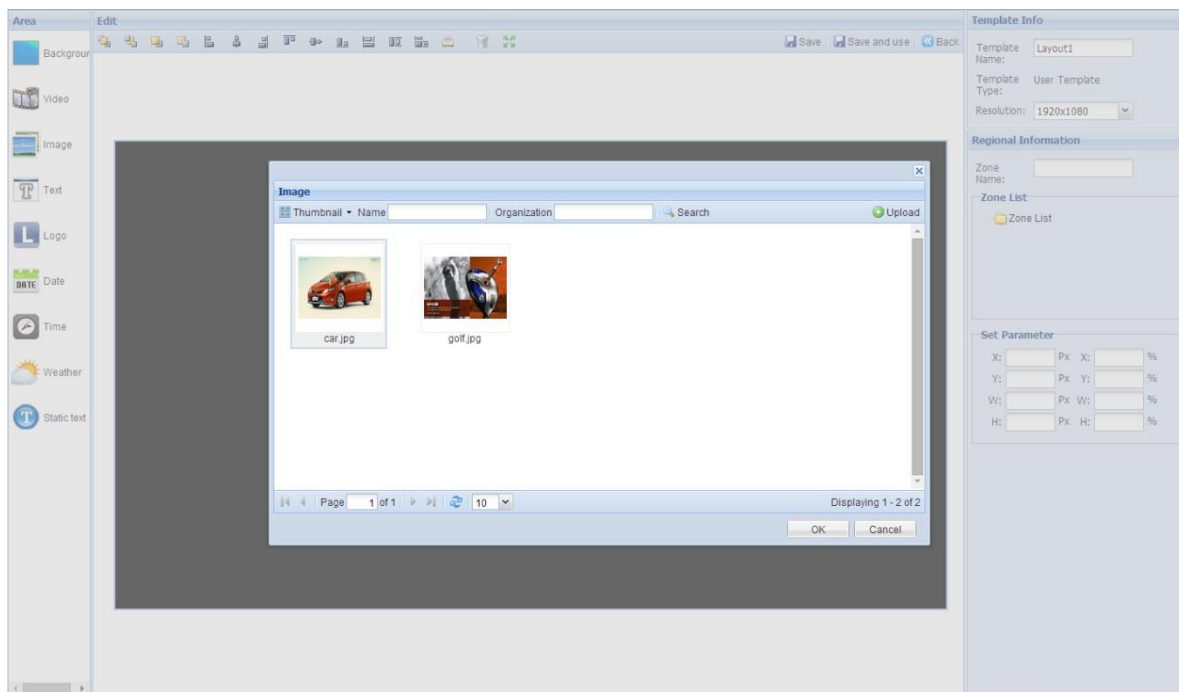 Area
Backgrour
Video
Image
Text
Logo
DATE Date
Time
Weather
Static text
Edit
Save Save and use Back
Image
Thumbnail Name Organization Search Upload
car.jpg golf.jpg
Page 1 of 1 10 Displaying 1 - 2 of 2
OK Cancel
Template Info
Template Name: Layout1
Template Type: User Template
Resolution: 1920x1080
Regional Information
Zone Name:
Zone List
Zone List
Set Parameter
X: Px X: %
Y: Px Y: %
W: Px W: %
H: Px H: %